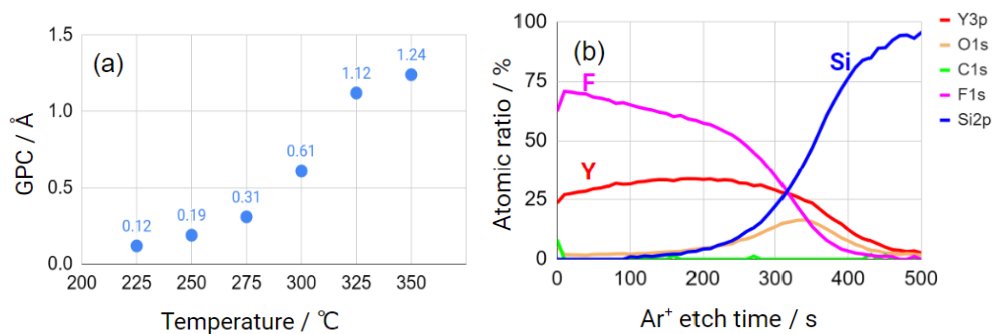 (a)
GPC / Å
1.5
1.0
0.5
0.0
0.12
0.19
0.31
0.61
1.12
1.24
200
225
250
275
300
325
350
Temperature / ℃
(b)
Atomic ratio / %
100
75
50
25
0
F
Y
Si
0
100
200
300
400
500
Ar⁺ etch time / s
Y3p
O1s
C1s
F1s
Si2p